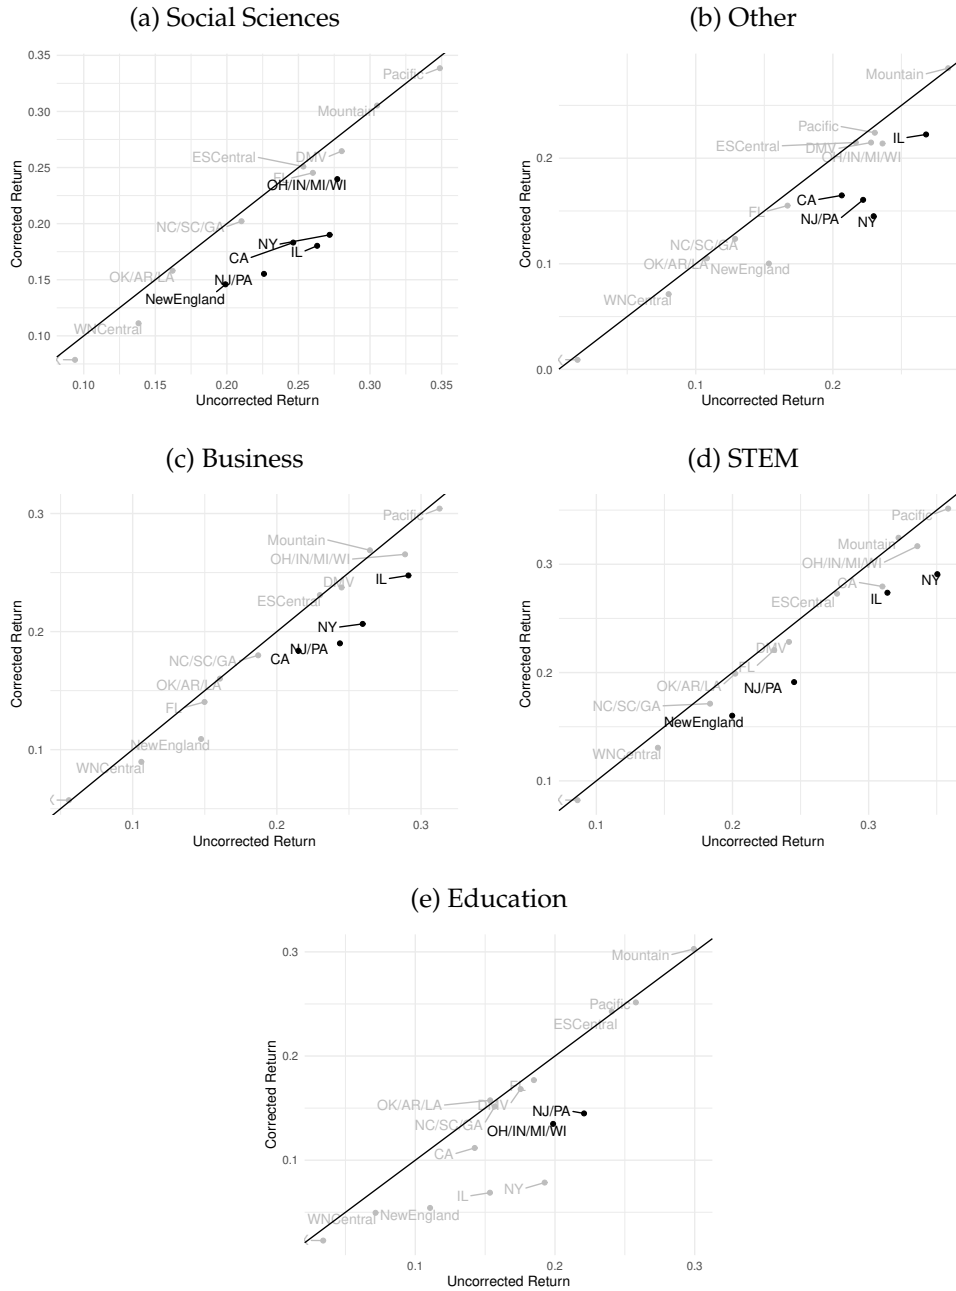 (a) Social Sciences
0.35
0.30
0.25
0.20
0.15
0.10
Corrected Return
Pacific
Mountain
ESCentral
DMV
FL
OH/IN/MI/WI
NC/SC/GA
NY
CA
IL
OK/AR/LA
NJ/PA
NewEngland
WNCentral
0.10 0.15 0.20 0.25 0.30 0.35
Uncorrected Return
(b) Other
0.2
0.1
0.0
Corrected Return
Mountain
Pacific
IL
ESCentral
DMV
OH/IN/MI/WI
CA
FL
NJ/PA
NY
NC/SC/GA
OK/AR/LA
NewEngland
WNCentral
0.1 0.2
Uncorrected Return
(c) Business
0.3
0.2
0.1
Corrected Return
Pacific
Mountain
OH/IN/MI/WI
IL
DMV
ESCentral
NY
NJ/PA
CA
NC/SC/GA
OK/AR/LA
FL
NewEngland
WNCentral
0.1 0.2 0.3
Uncorrected Return
(d) STEM
0.3
0.2
0.1
Corrected Return
Pacific
Mountain
OH/IN/MI/WI
CA
NY
IL
ESCentral
DMV
FL
OK/AR/LA
NJ/PA
NC/SC/GA
NewEngland
WNCentral
0.1 0.2 0.3
Uncorrected Return
(e) Education
0.3
0.2
0.1
Corrected Return
Mountain
Pacific
ESCentral
FL
OK/AR/LA
DMV
NJ/PA
NC/SC/GA
OH/IN/MI/WI
CA
IL
NY
NewEngland
WNCentral
0.1 0.2 0.3
Uncorrected Return